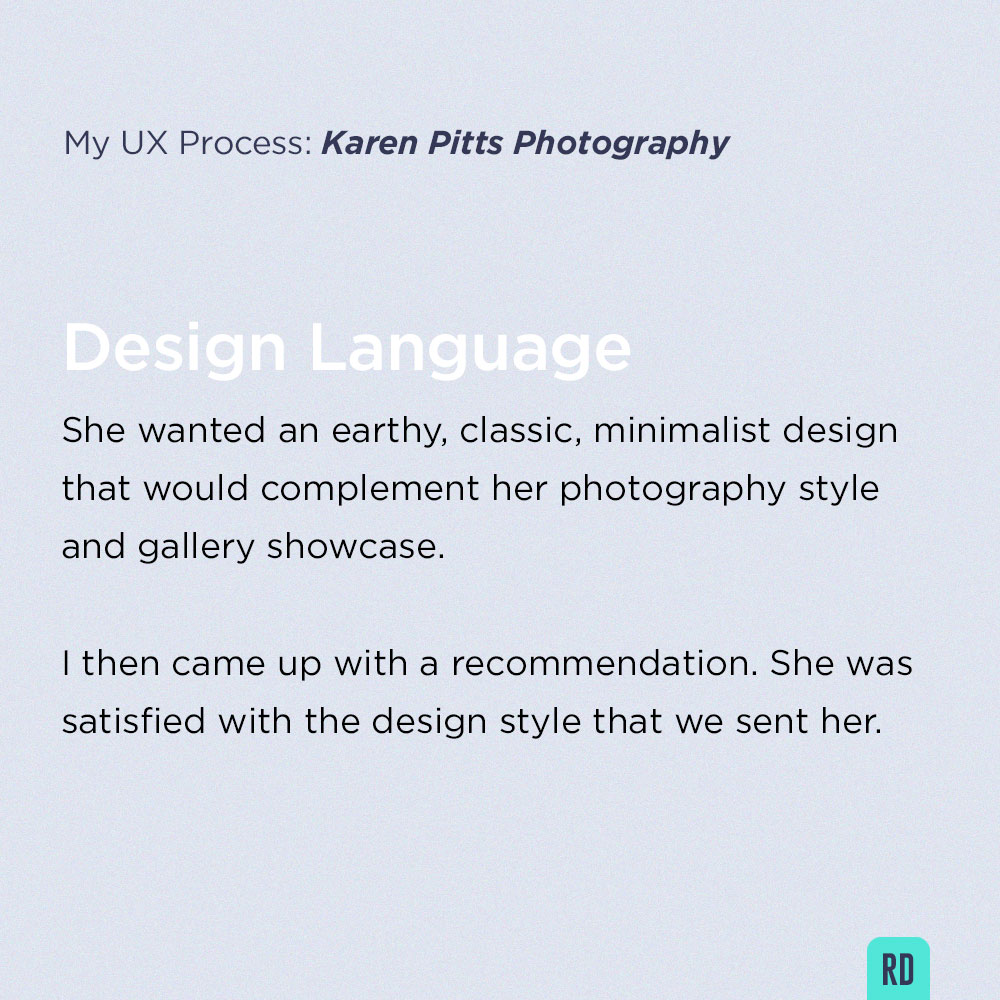 My UX Process: Karen Pitts Photography
Design Language
She wanted an earthy, classic, minimalist design
that would complement her photography style
and gallery showcase.
I then came up with a recommendation. She was
satisfied with the design style that we sent her.
RD